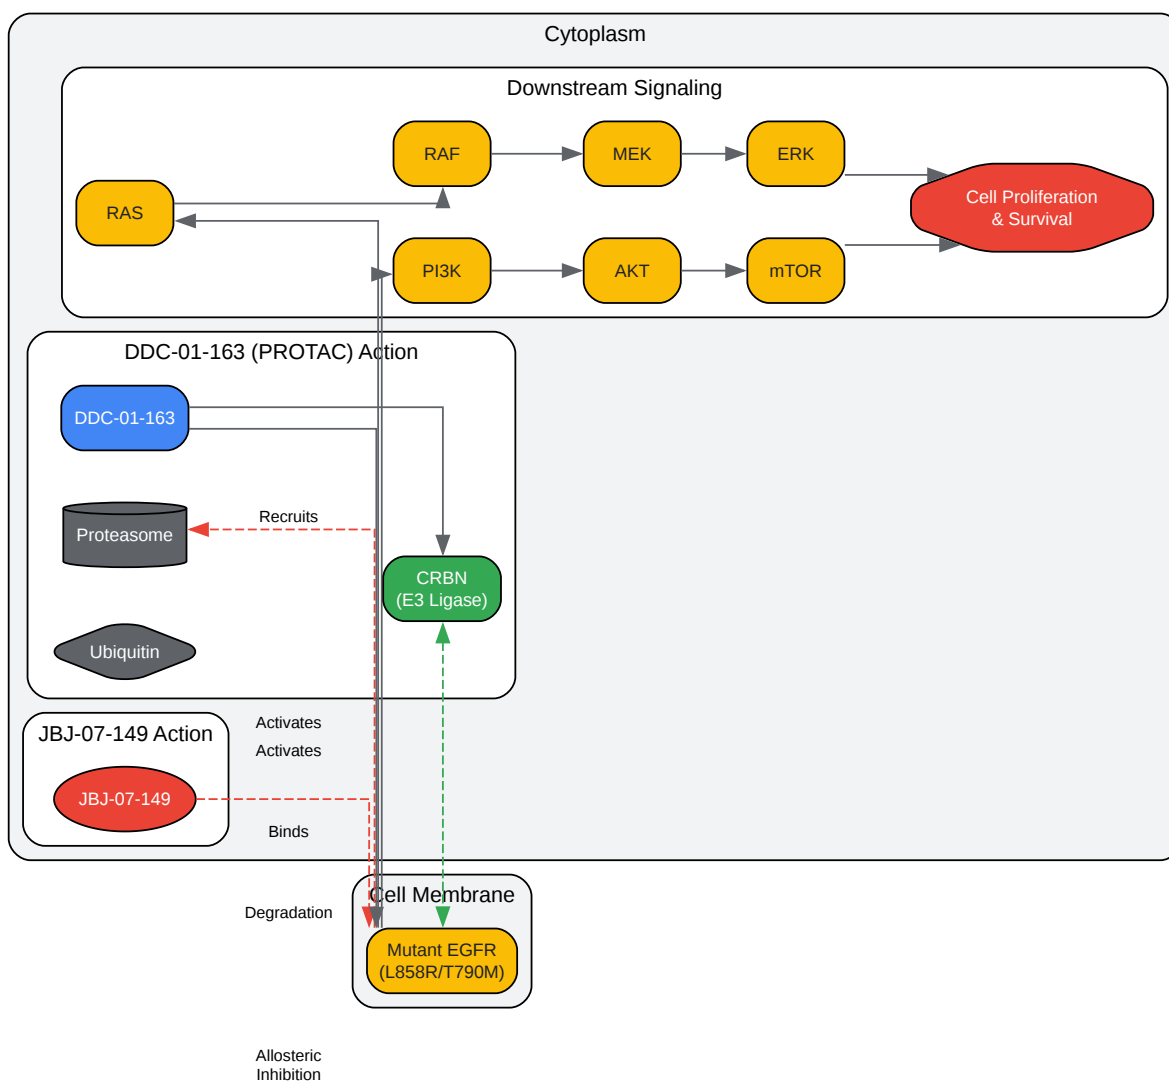 Cytoplasm
Downstream Signaling
RAF
MEK
ERK
RAS
Cell Proliferation
& Survival
PI3K
AKT
mTOR
DDC-01-163 (PROTAC) Action
DDC-01-163
Recruits
Proteasome
CRBN
(E3 Ligase)
Ubiquitin
JBJ-07-149 Action
Activates
Activates
JBJ-07-149
Binds
Cell Membrane
Degradation
Mutant EGFR
(L858R/T790M)
Allosteric
Inhibition